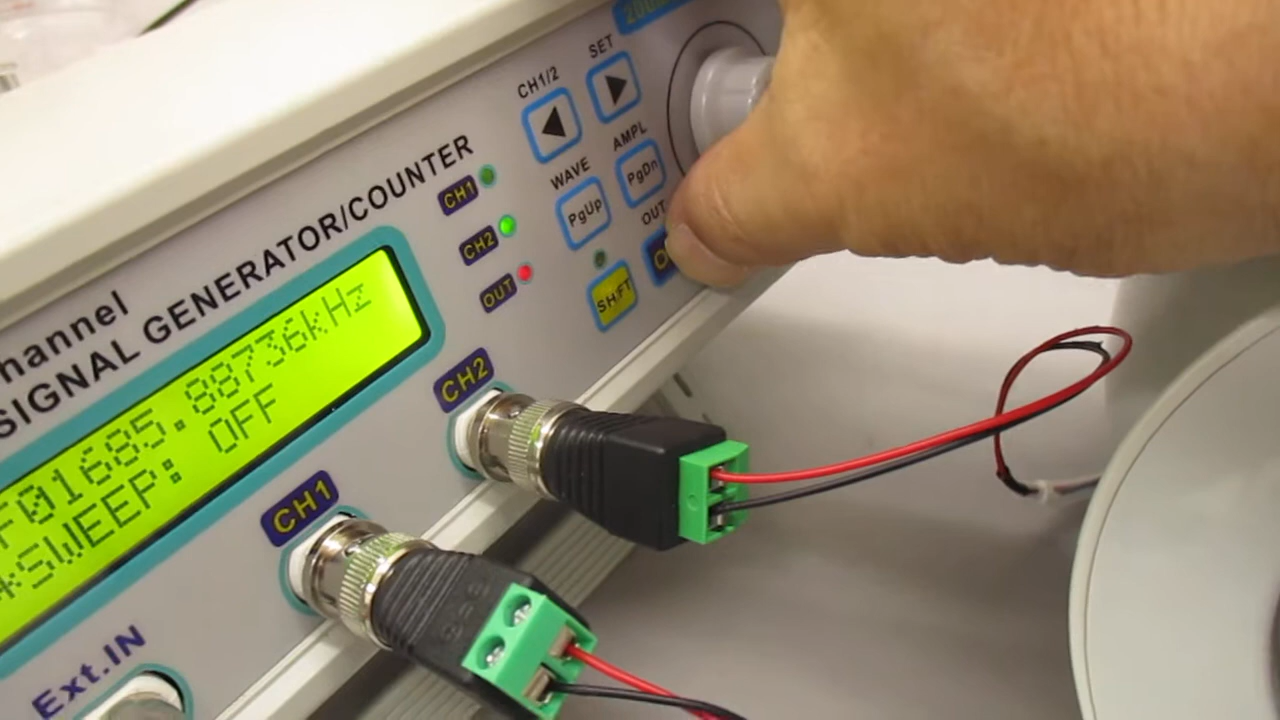 hannel
SIGNAL GENERATOR/COUNTER
F01685.88736kHz
*SWEEP: OFF
CH1
CH2
OUT
CH1/2
SET
WAVE
AMPL
PgUp
PgDn
OUT
SHIFT
CH2
CH1
Ext.IN